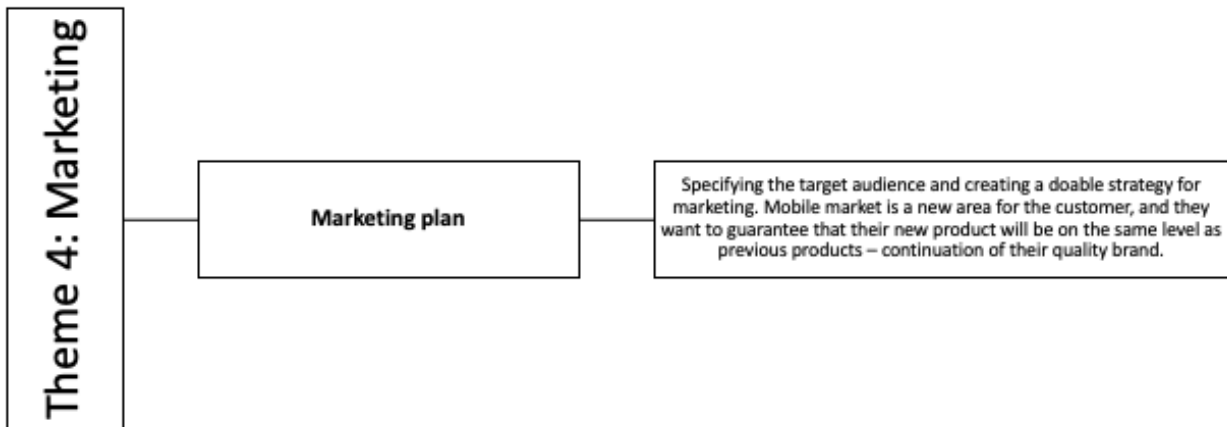 Theme 4: Marketing
Marketing plan
Specifying the target audience and creating a doable strategy for
marketing. Mobile market is a new area for the customer, and they
want to guarantee that their new product will be on the same level as
previous products – continuation of their quality brand.